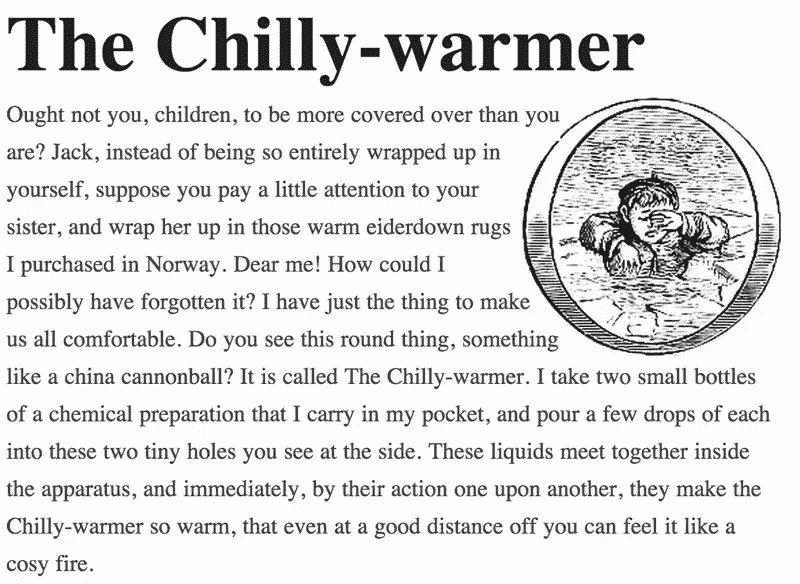 The Chilly-warmer
Ought not you, children, to be more covered over than you
are? Jack, instead of being so entirely wrapped up in
yourself, suppose you pay a little attention to your
sister, and wrap her up in those warm eiderdown rugs
I purchased in Norway. Dear me! How could I
possibly have forgotten it? I have just the thing to make
us all comfortable. Do you see this round thing, something
like a china cannonball? It is called The Chilly-warmer. I take two small bottles
of a chemical preparation that I carry in my pocket, and pour a few drops of each
into these two tiny holes you see at the side. These liquids meet together inside
the apparatus, and immediately, by their action one upon another, they make the
Chilly-warmer so warm, that even at a good distance off you can feel it like a
cosy fire.